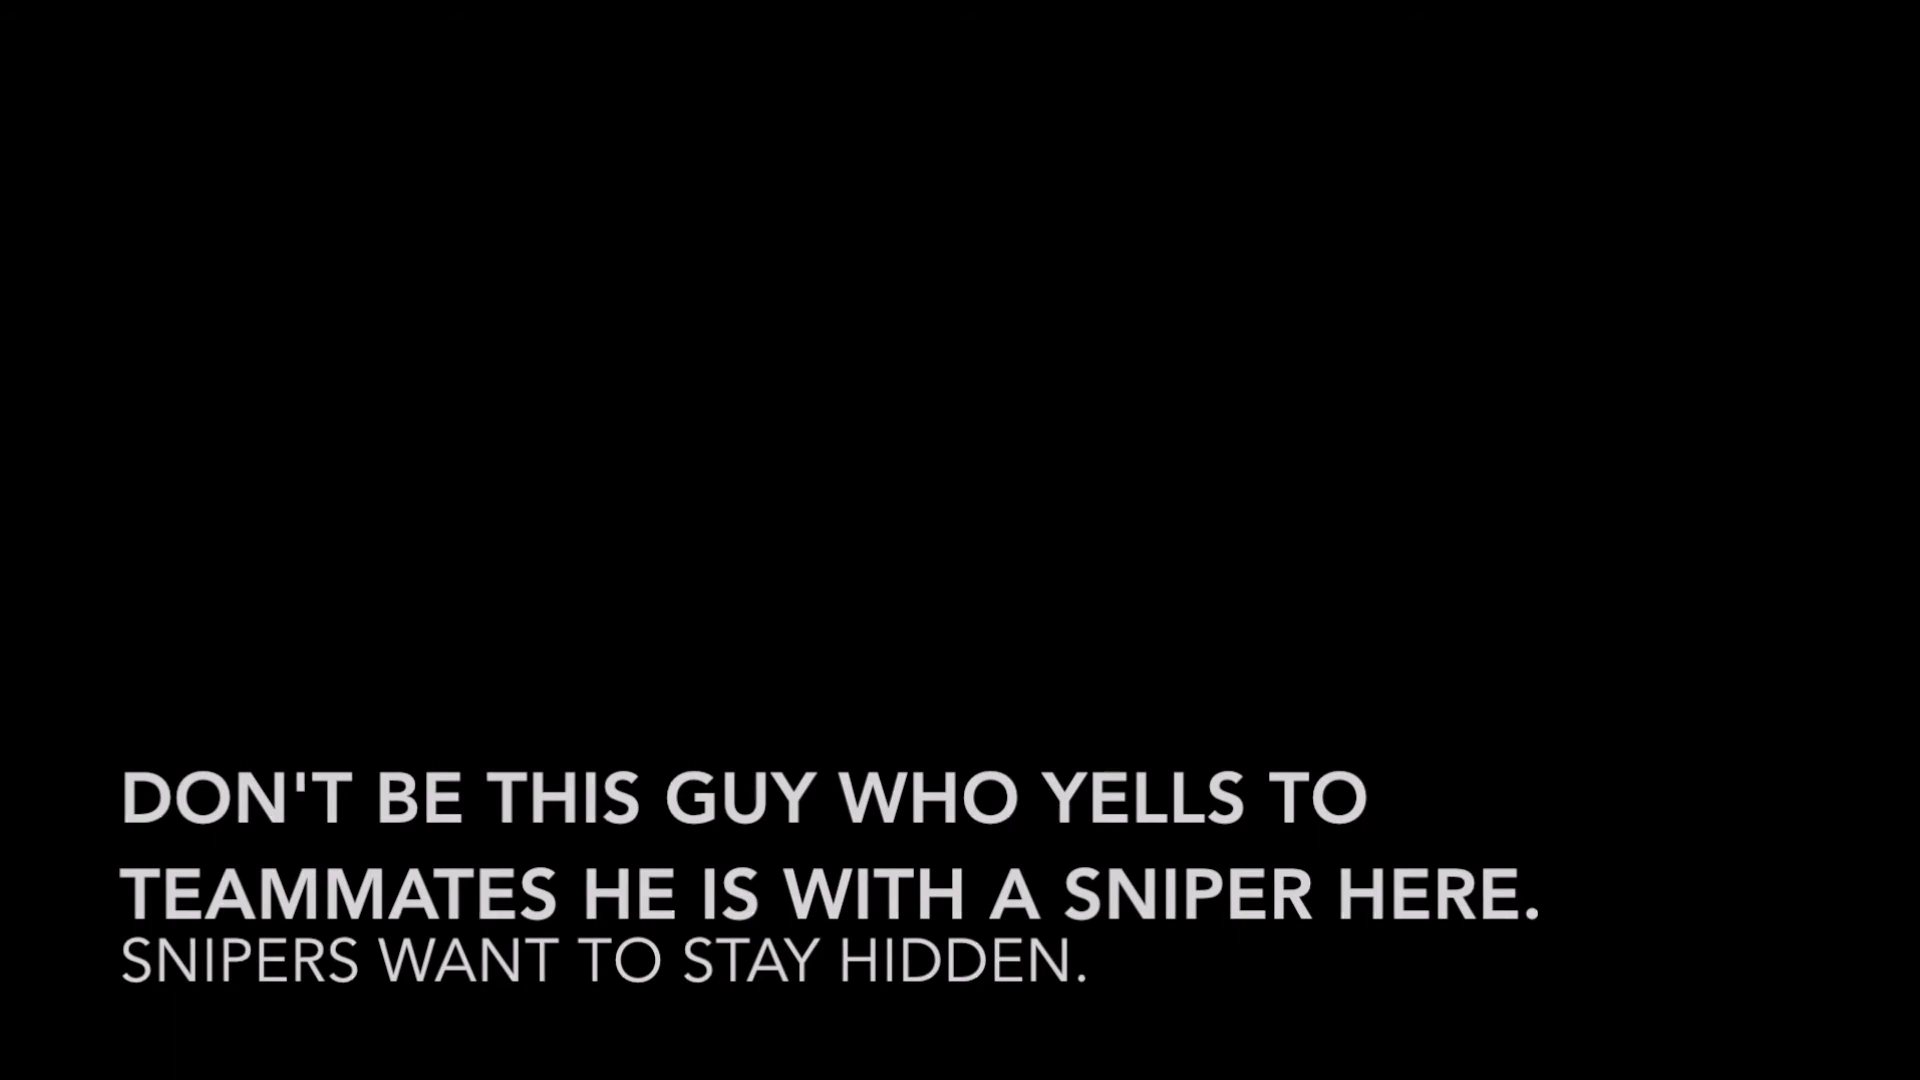 DON'T BE THIS GUY WHO YELLS TO
TEAMMATES HE IS WITH A SNIPER HERE.
SNIPERS WANT TO STAY HIDDEN.